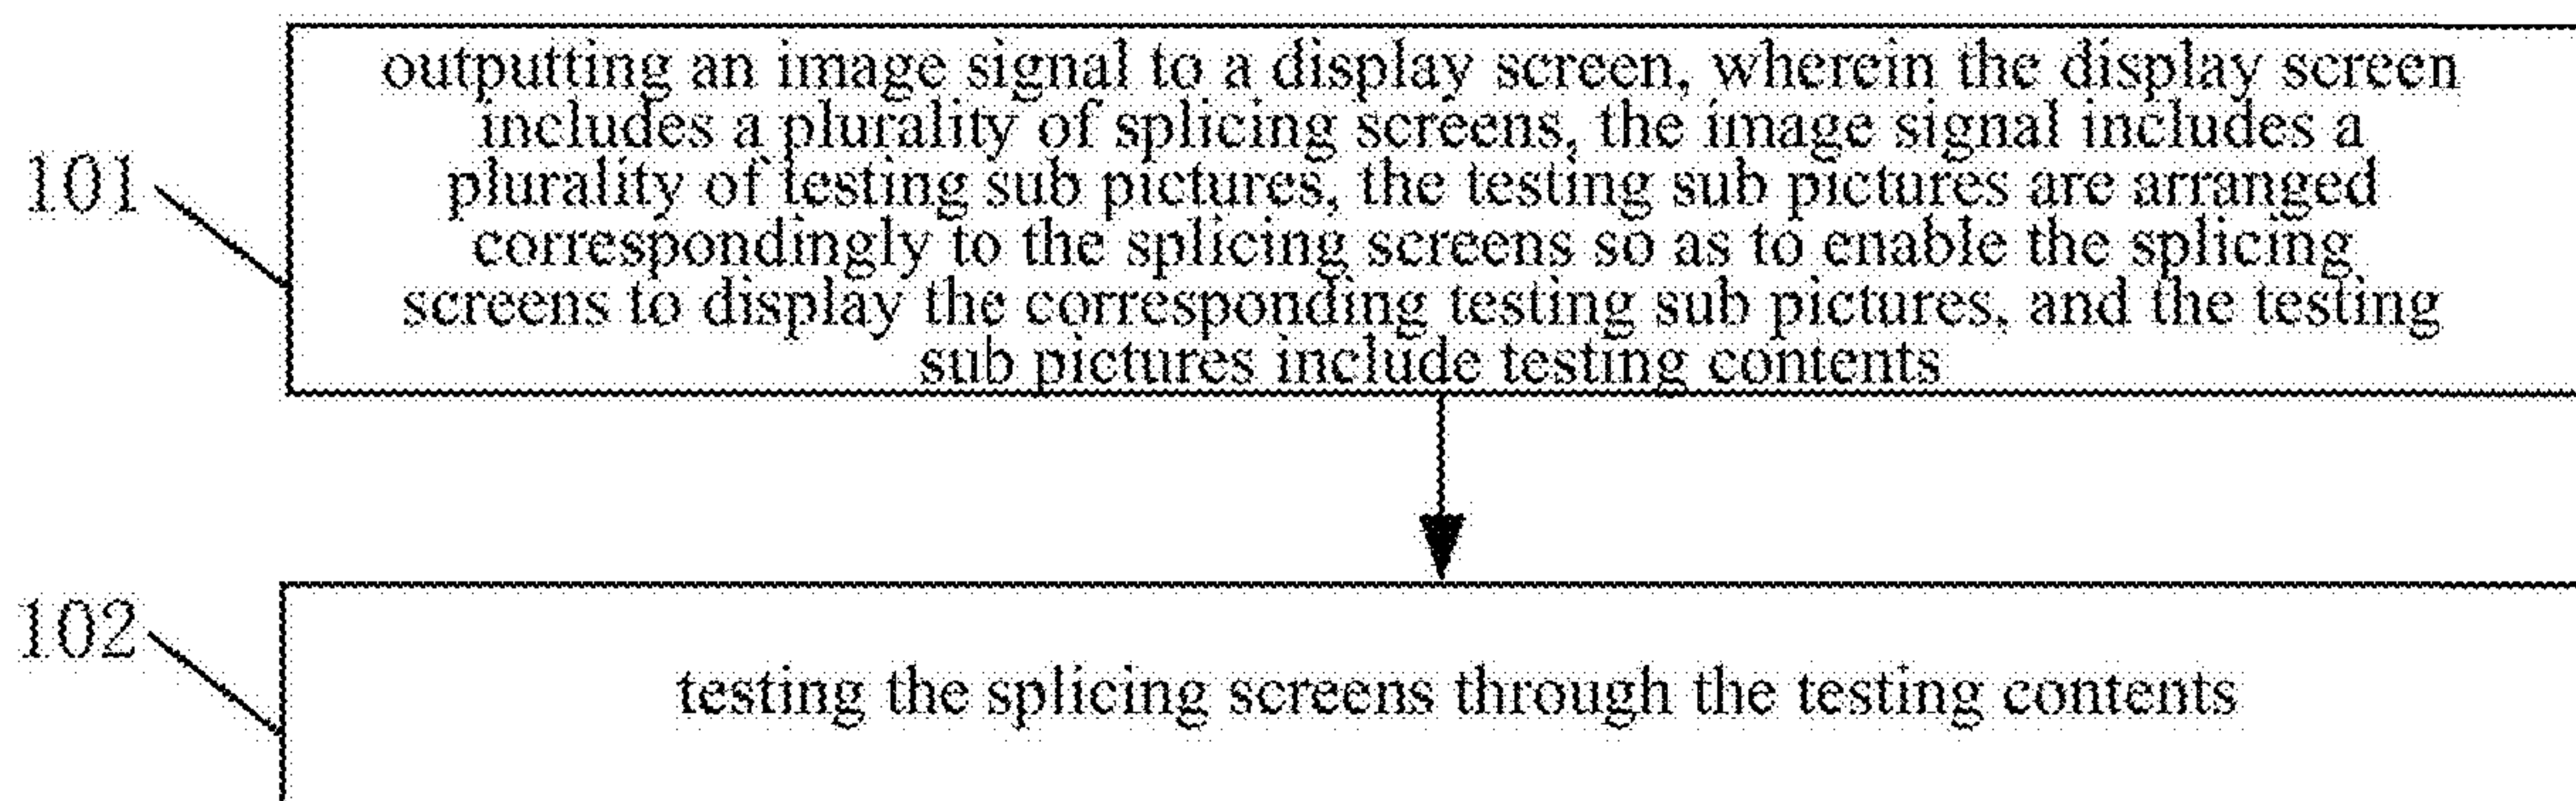 outputting an image signal to a display screen, wherein the display screen
includes a plurality of splicing screens, the image signal includes a
plurality of testing sub pictures, the testing sub pictures are arranged
101
correspondingly to the splicing screens so as to enable the splicing
screens to display the corresponding testing sub pictures, and the testing
sub pictures include testing contents
102
testing the splicing screens through the testing contents